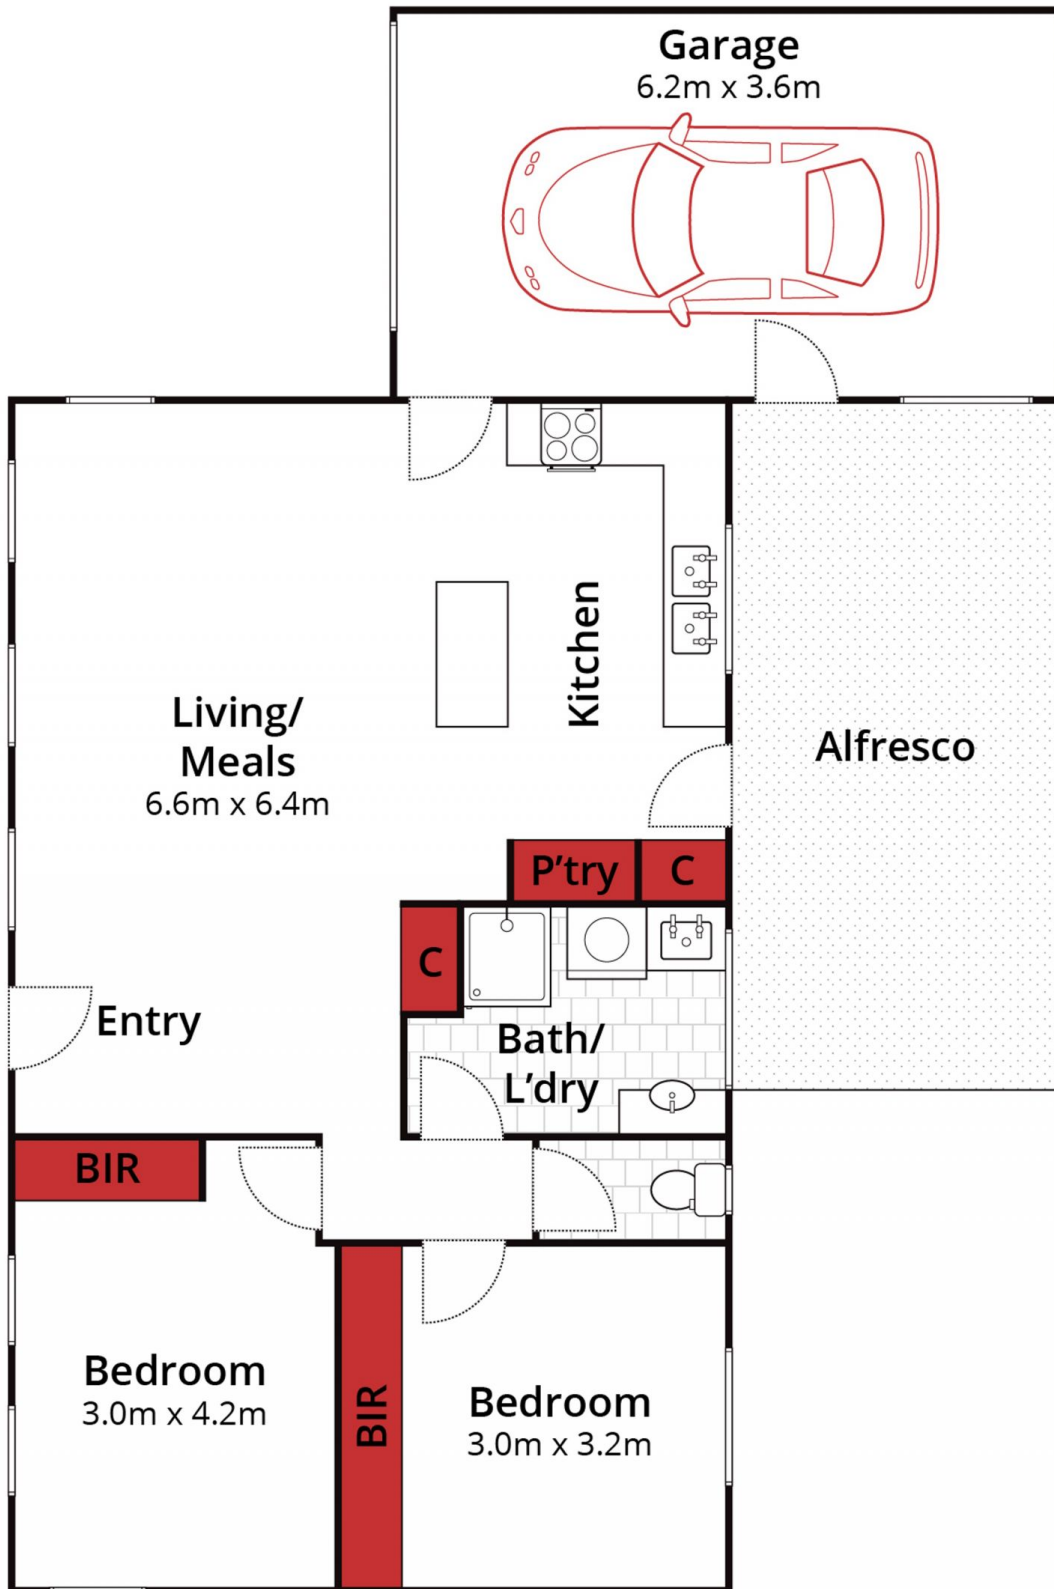 Garage
6.2m x 3.6m
Kitchen
Living/
Meals
6.6m x 6.4m
Alfresco
P'try
C
C
Entry
Bath/
L'dry
BIR
Bedroom
3.0m x 4.2m
BIR
Bedroom
3.0m x 3.2m